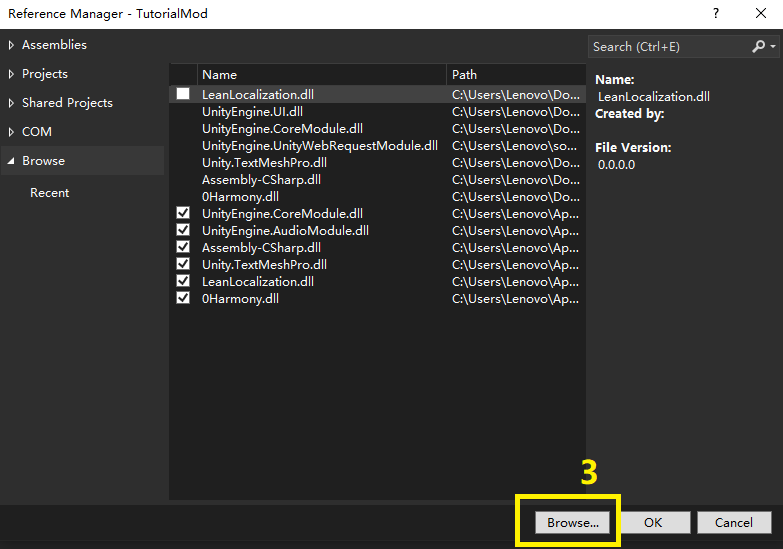 Reference Manager - TutorialMod
Assemblies
Projects
Shared Projects
COM
Browse
Recent
Name Path
LeanLocalization.dll C:\Users\Lenovo\Do...
UnityEngine.UI.dll C:\Users\Lenovo\Do...
UnityEngine.CoreModule.dll C:\Users\Lenovo\Do...
UnityEngine.UnityWebRequestModule.dll C:\Users\Lenovo\so...
Unity.TextMeshPro.dll C:\Users\Lenovo\Do...
Assembly-CSharp.dll C:\Users\Lenovo\Do...
0Harmony.dll C:\Users\Lenovo\Do...
UnityEngine.CoreModule.dll C:\Users\Lenovo\Ap...
UnityEngine.AudioModule.dll C:\Users\Lenovo\Ap...
Assembly-CSharp.dll C:\Users\Lenovo\Ap...
Unity.TextMeshPro.dll C:\Users\Lenovo\Ap...
LeanLocalization.dll C:\Users\Lenovo\Ap...
0Harmony.dll C:\Users\Lenovo\Ap...
Search (Ctrl+E)
Name:
LeanLocalization.dll
Created by:
File Version:
0.0.0.0
3
Browse... OK Cancel